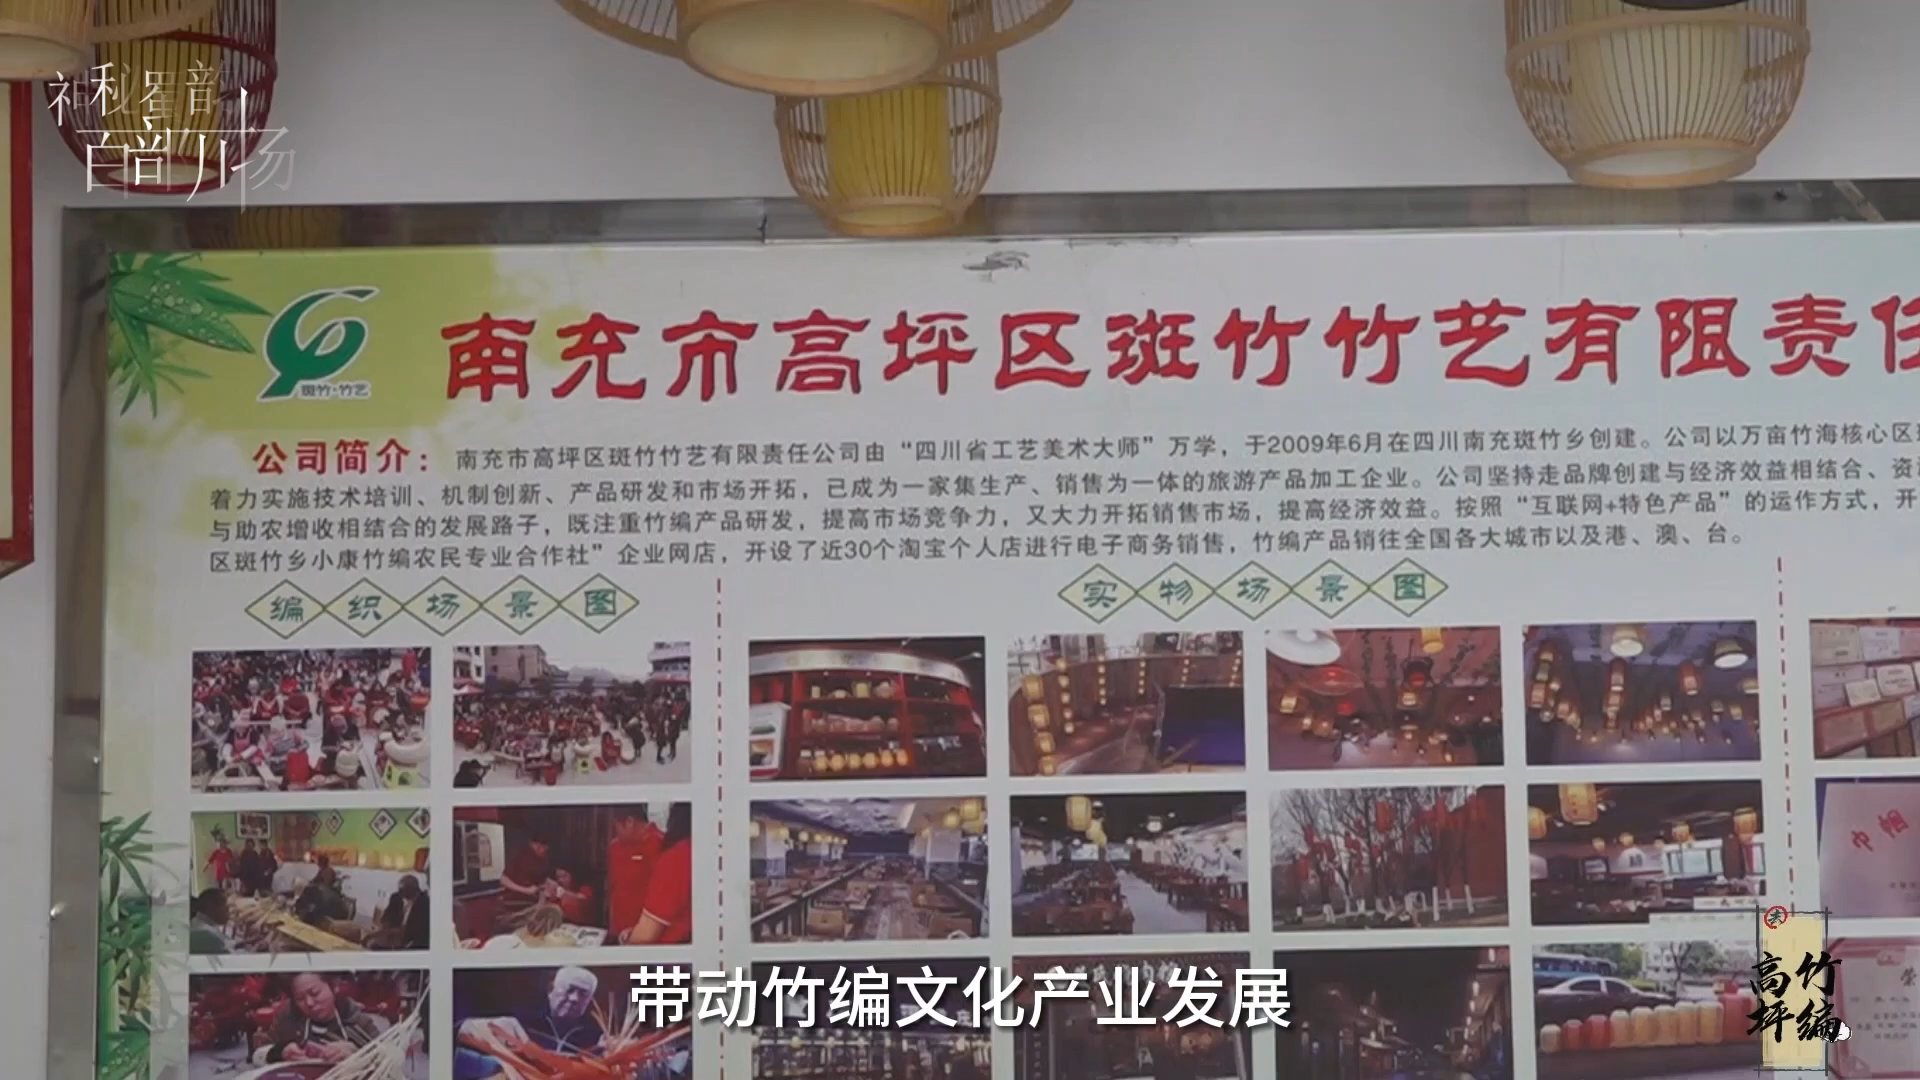 神秘蜀韵
百部川扬
斑竹·竹艺
南充市高坪区斑竹竹艺有限责任
公司简介：南充市高坪区斑竹竹艺有限责任公司由“四川省工艺美术大师”万学，于2009年6月在四川南充斑竹乡创建。公司以万亩竹海核心区
着力实施技术培训、机制创新、产品研发和市场开拓，已成为一家集生产、销售为一体的旅游产品加工企业。公司坚持走品牌创建与经济效益相结合、资
与助农增收相结合的发展路子，既注重竹编产品研发，提高市场竞争力，又大力开拓销售市场，提高经济效益。按照“互联网+特色产品”的运作方式，开
区斑竹乡小康竹编农民专业合作社”企业网店，开设了近30个淘宝个人店进行电子商务销售，竹编产品销往全国各大城市以及港、澳、台。
编织场景图
实物场景图
巾帼
荣
带动竹编文化产业发展
去
高坪
竹编